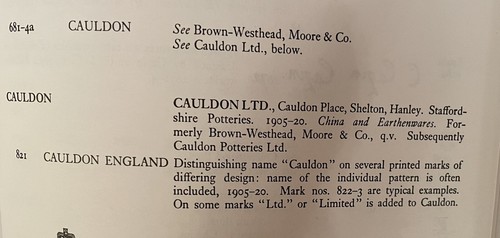 681-4a CAULDON See Brown-Westhead, Moore & Co.
See Cauldon Ltd., below.
CAULDON
CAULDON LTD., Cauldon Place, Shelton, Hanley. Stafford-
shire Potteries. 1905-20. China and Earthenwares. For-
merly Brown-Westhead, Moore & Co., q.v. Subsequently
Cauldon Potteries Ltd.
821 CAULDON ENGLAND Distinguishing name "Cauldon" on several printed marks of
differing design: name of the individual pattern is often
included, 1905-20. Mark nos. 822-3 are typical examples.
On some marks "Ltd." or "Limited" is added to Cauldon.